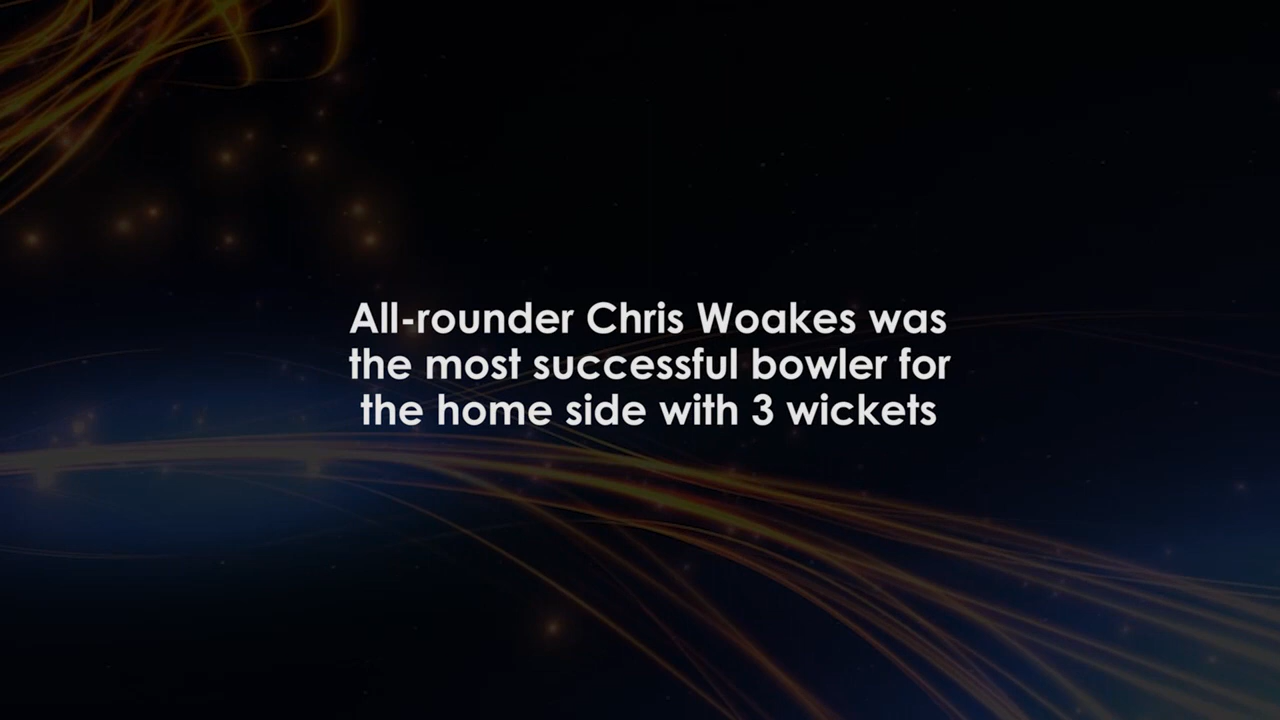 All-rounder Chris Woakes was
the most successful bowler for
the home side with 3 wickets